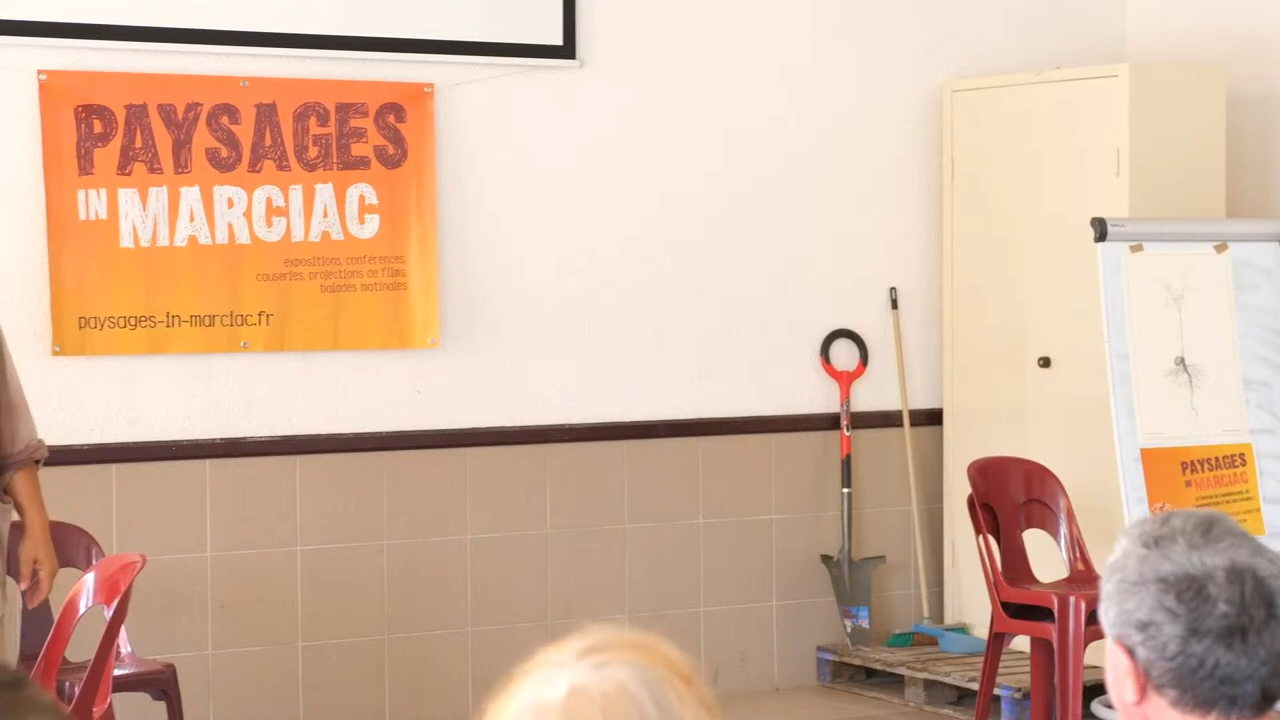 PAYSAGES
IN MARCIAC
expositions, conférences,
causeries, projections de films,
balades matinales
paysages-in-marciac.fr
PAYSAGES
IN MARCIAC